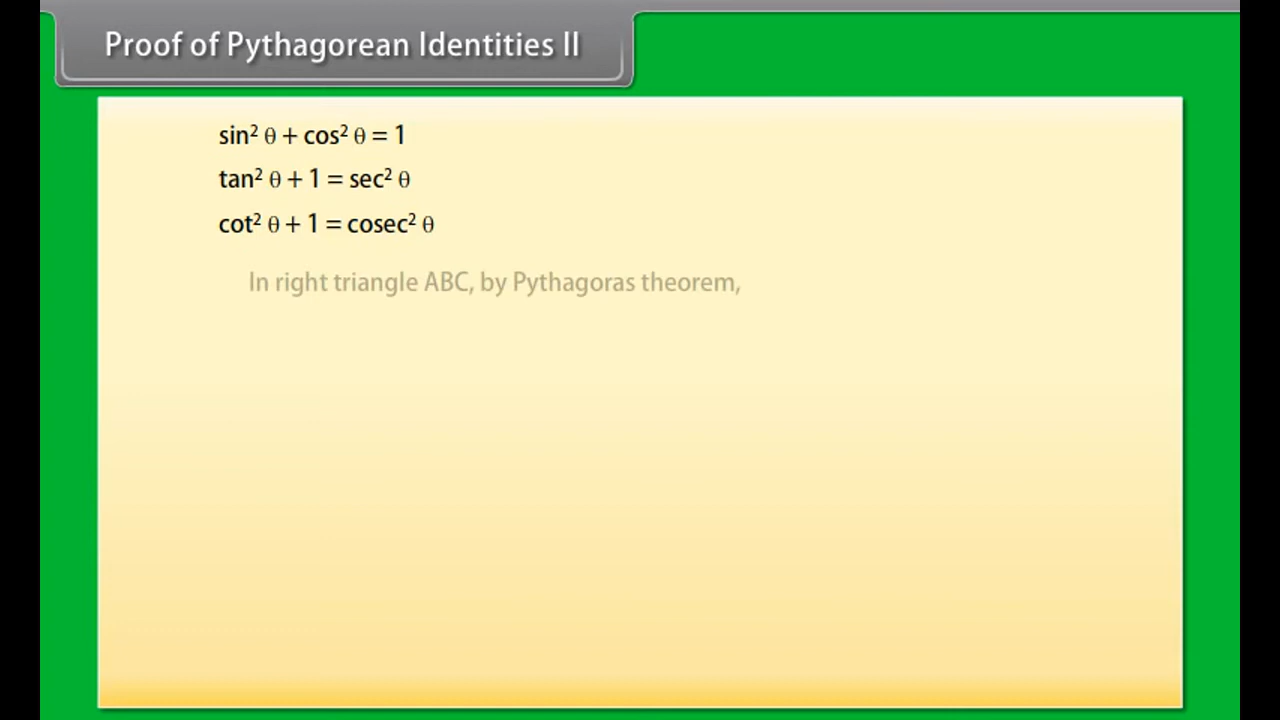 Proof of Pythagorean Identities II
sin² θ + cos² θ = 1
tan² θ + 1 = sec² θ
cot² θ + 1 = cosec² θ
In right triangle ABC, by Pythagoras theorem,